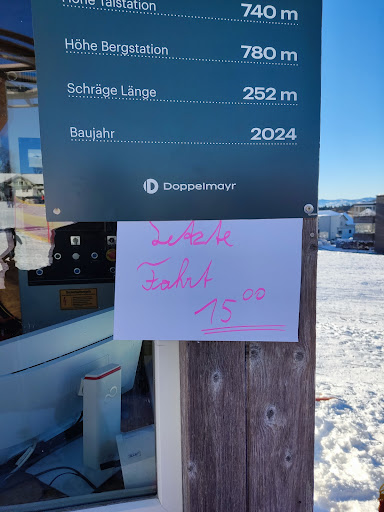 Höhe Talstation 740 m
Höhe Bergstation 780 m
Schräge Länge 252 m
Baujahr 2024
Doppelmayr
Letzte
Fahrt
15⁰⁰